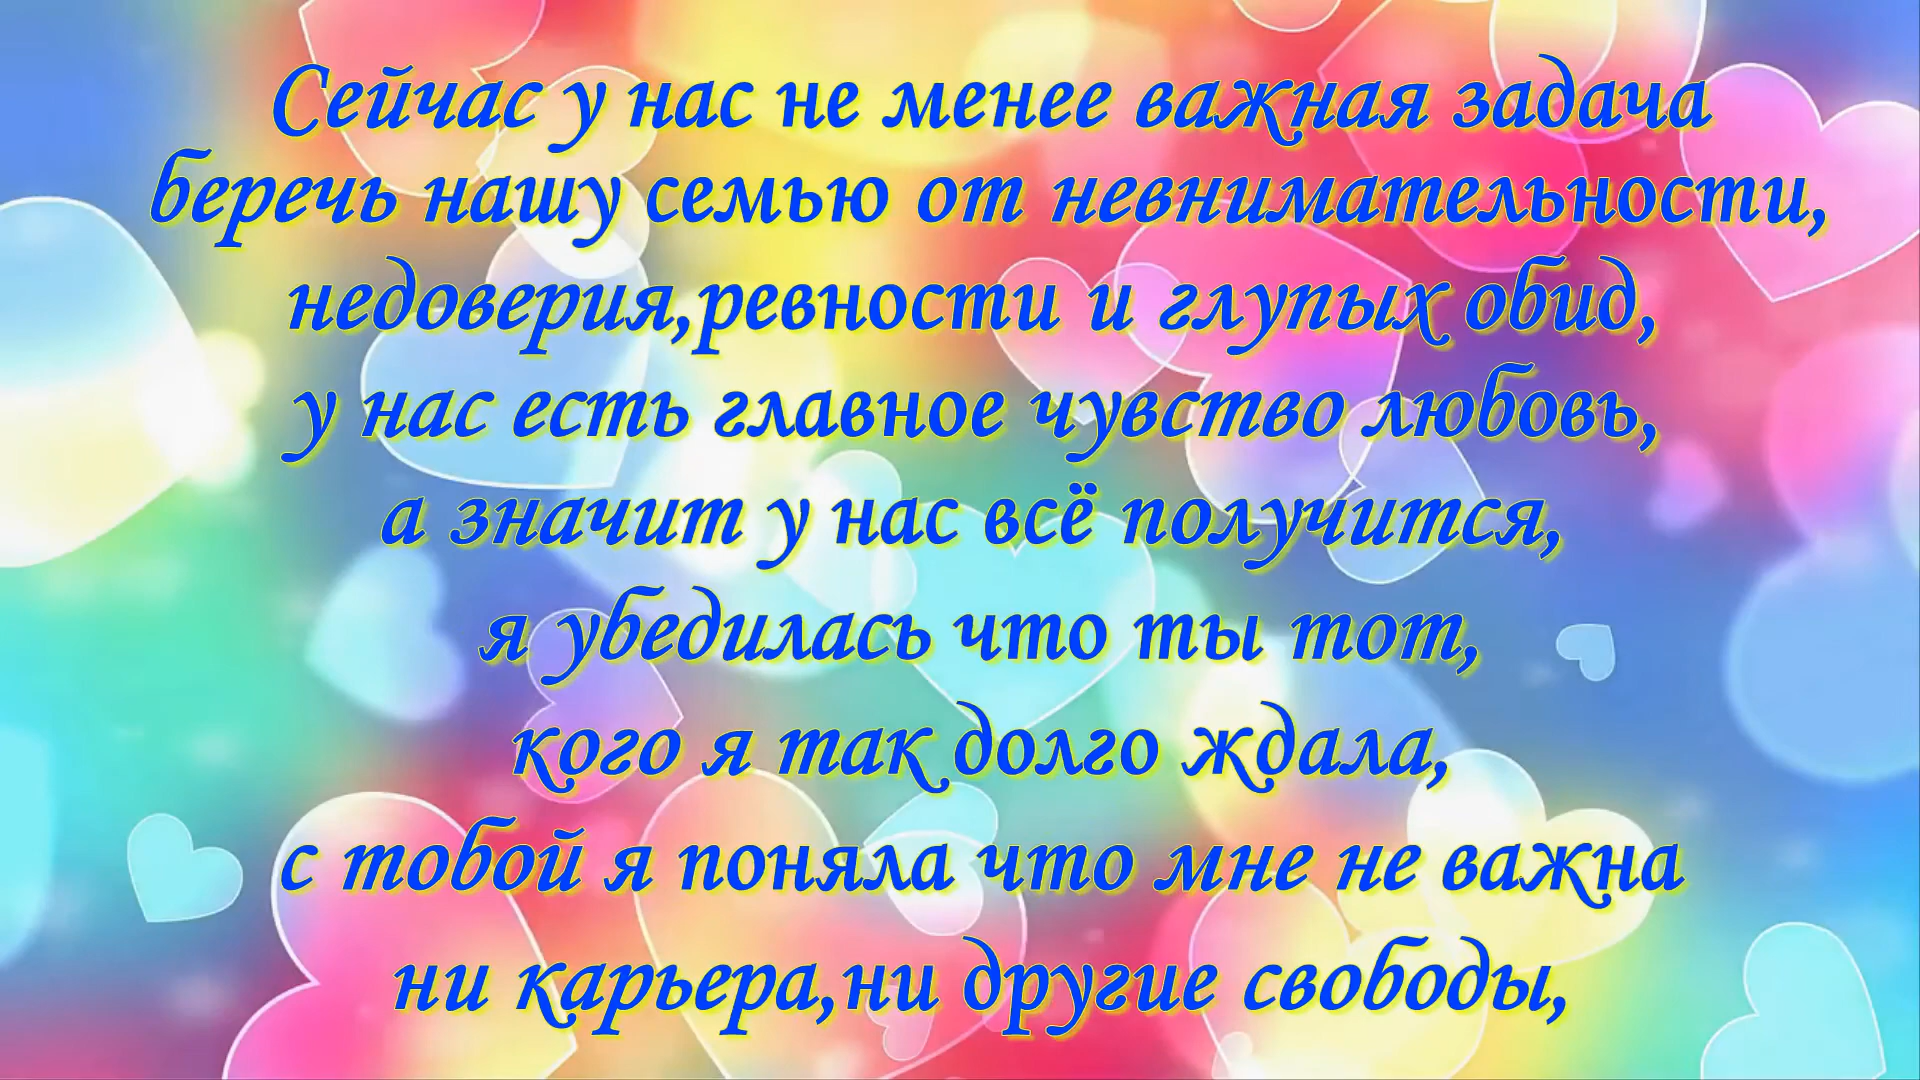 Сейчас у нас не менее важная задача
беречь нашу семью от невнимательности,
недоверия,ревности и глупых обид,
у нас есть главное чувство любовь,
а значит у нас всё получится,
я убедилась что ты тот,
кого я так долго ждала,
с тобой я поняла что мне не важна
ни карьера,ни другие свободы,